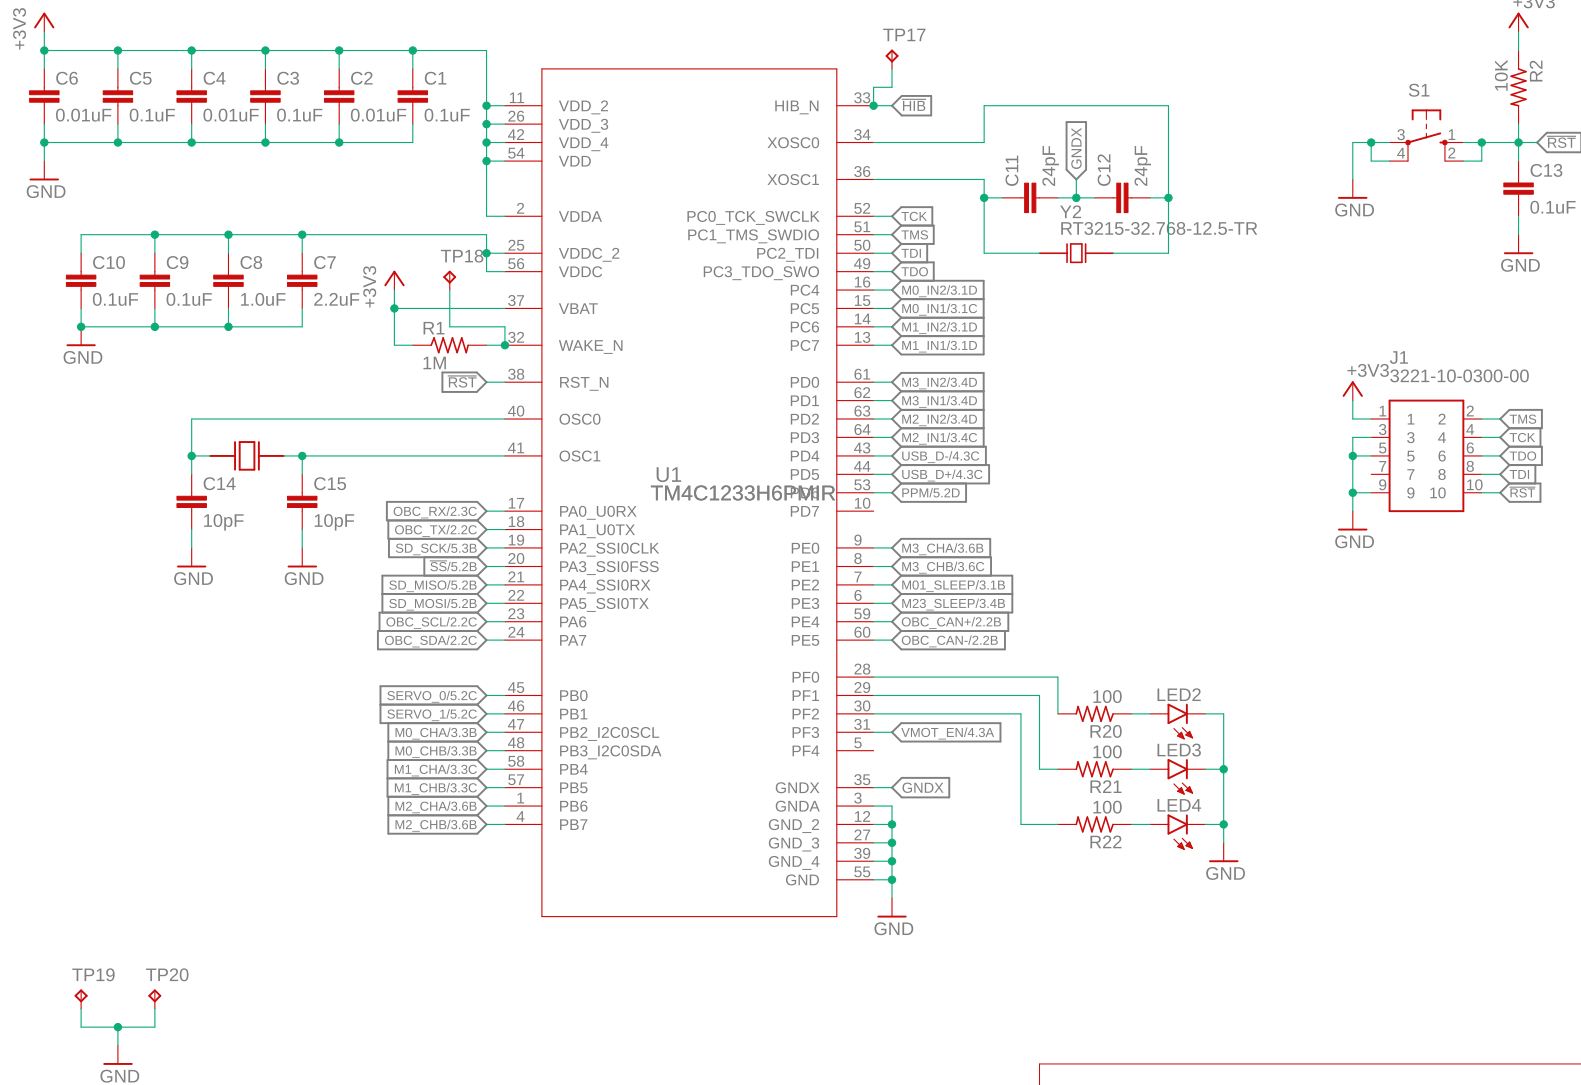 +3V3
C6
0.01uF
C5
0.1uF
C4
0.01uF
C3
0.1uF
C2
0.01uF
C1
0.1uF
GND
C10
0.1uF
C9
0.1uF
C8
1.0uF
C7
2.2uF
GND
+3V3
TP18
R1
1M
RST
C14
10pF
C15
10pF
GND
GND
11 VDD_2
26 VDD_3
42 VDD_4
54 VDD
2 VDDA
25 VDDC_2
56 VDDC
37 VBAT
32 WAKE_N
38 RST_N
40 OSC0
41 OSC1
OBC_RX/2.3C 17 PA0_U0RX
OBC_TX/2.2C 18 PA1_U0TX
SD_SCK/5.3B 19 PA2_SSI0CLK
SS/5.2B 20 PA3_SSI0FSS
SD_MISO/5.2B 21 PA4_SSI0RX
SD_MOSI/5.2B 22 PA5_SSI0TX
OBC_SCL/2.2C 23 PA6
OBC_SDA/2.2C 24 PA7
SERVO_0/5.2C 45 PB0
SERVO_1/5.2C 46 PB1
M0_CHA/3.3B 47 PB2_I2C0SCL
M0_CHB/3.3B 48 PB3_I2C0SDA
M1_CHA/3.3C 58 PB4
M1_CHB/3.3C 57 PB5
M2_CHA/3.6B 1 PB6
M2_CHB/3.6B 4 PB7
U1
TM4C1233H6PMIR
TP17
HIB_N 33 HIB
XOSC0 34
XOSC1 36
PC0_TCK_SWCLK 52 TCK
PC1_TMS_SWDIO 51 TMS
PC2_TDI 50 TDI
PC3_TDO_SWO 49 TDO
PC4 16 M0_IN2/3.1D
PC5 15 M0_IN1/3.1C
PC6 14 M1_IN2/3.1D
PC7 13 M1_IN1/3.1D
PD0 61 M3_IN2/3.4D
PD1 62 M3_IN1/3.4D
PD2 63 M2_IN2/3.4D
PD3 64 M2_IN1/3.4C
PD4 43 USB_D-/4.3C
PD5 44 USB_D+/4.3C
PD6 53 PPM/5.2D
PD7 10
PE0 9 M3_CHA/3.6B
PE1 8 M3_CHB/3.6C
PE2 7 M01_SLEEP/3.1B
PE3 6 M23_SLEEP/3.4B
PE4 59 OBC_CAN+/2.2B
PE5 60 OBC_CAN-/2.2B
PF0 28
PF1 29
PF2 30
PF3 31 VMOT_EN/4.3A
PF4 5
GNDX 35 GNDX
GNDA 3
GND_2 12
GND_3 27
GND_4 39
GND 55
GND
C11
24pF
GNDX
C12
24pF
Y2
RT3215-32.768-12.5-TR
100
R20
LED2
100
R21
LED3
100
R22
LED4
GND
+3V3
10K
R2
S1
3 1
4 2
RST
C13
0.1uF
GND
GND
J1
+3V3
3221-10-0300-00
1 1 2 2 TMS
3 3 4 4 TCK
5 5 6 6 TDO
7 7 8 8 TDI
9 9 10 10 RST
GND
TP19
TP20
GND